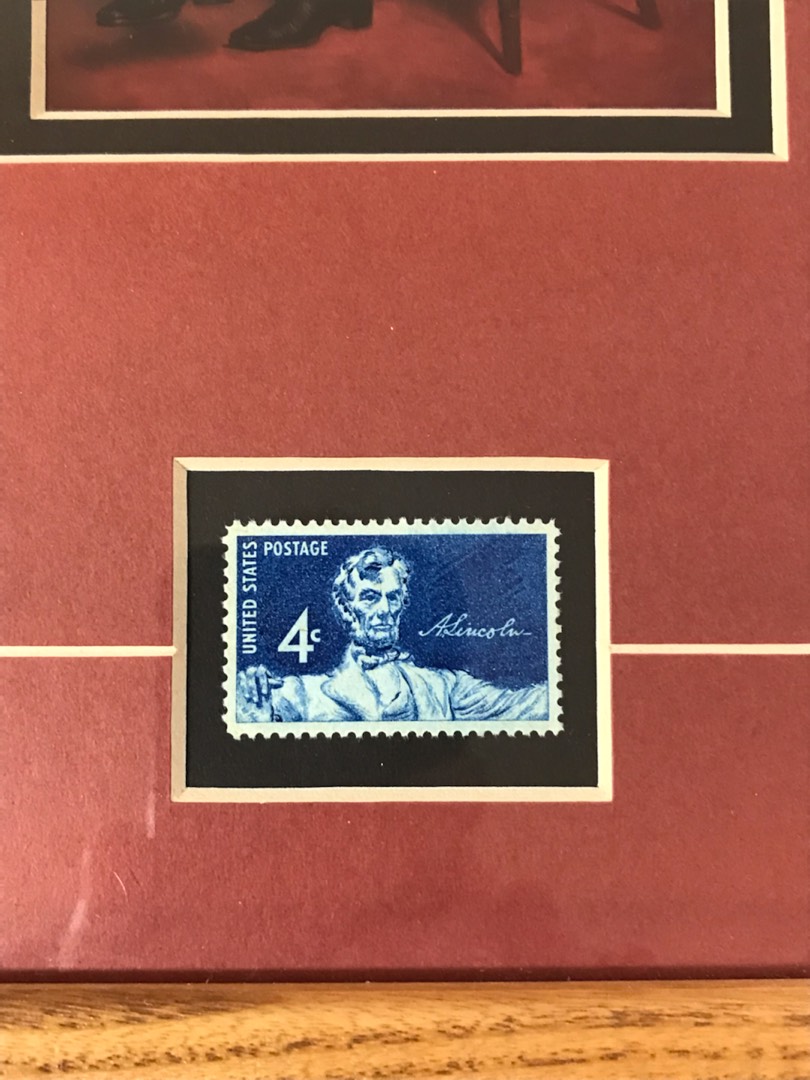 UNITED STATES
POSTAGE
4c
A. Lincoln